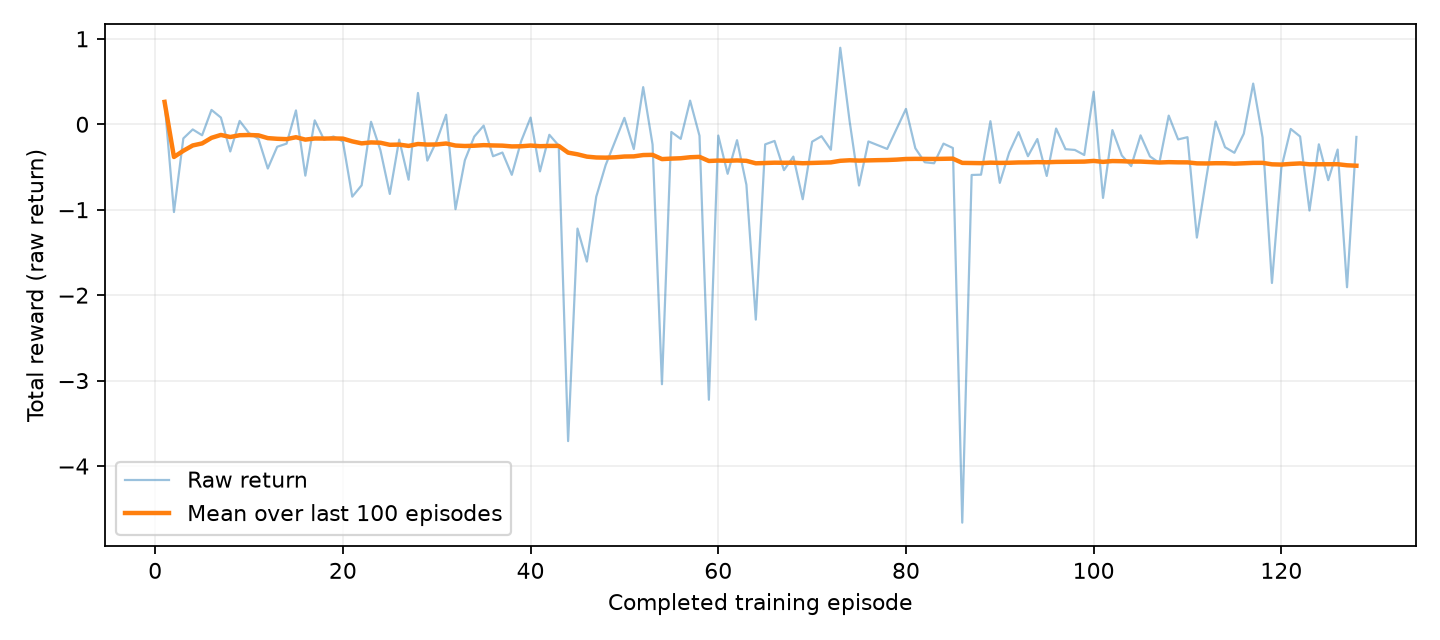 1
0
−1
−2
−3
−4
Total reward (raw return)
Raw return
Mean over last 100 episodes
0 20 40 60 80 100 120
Completed training episode